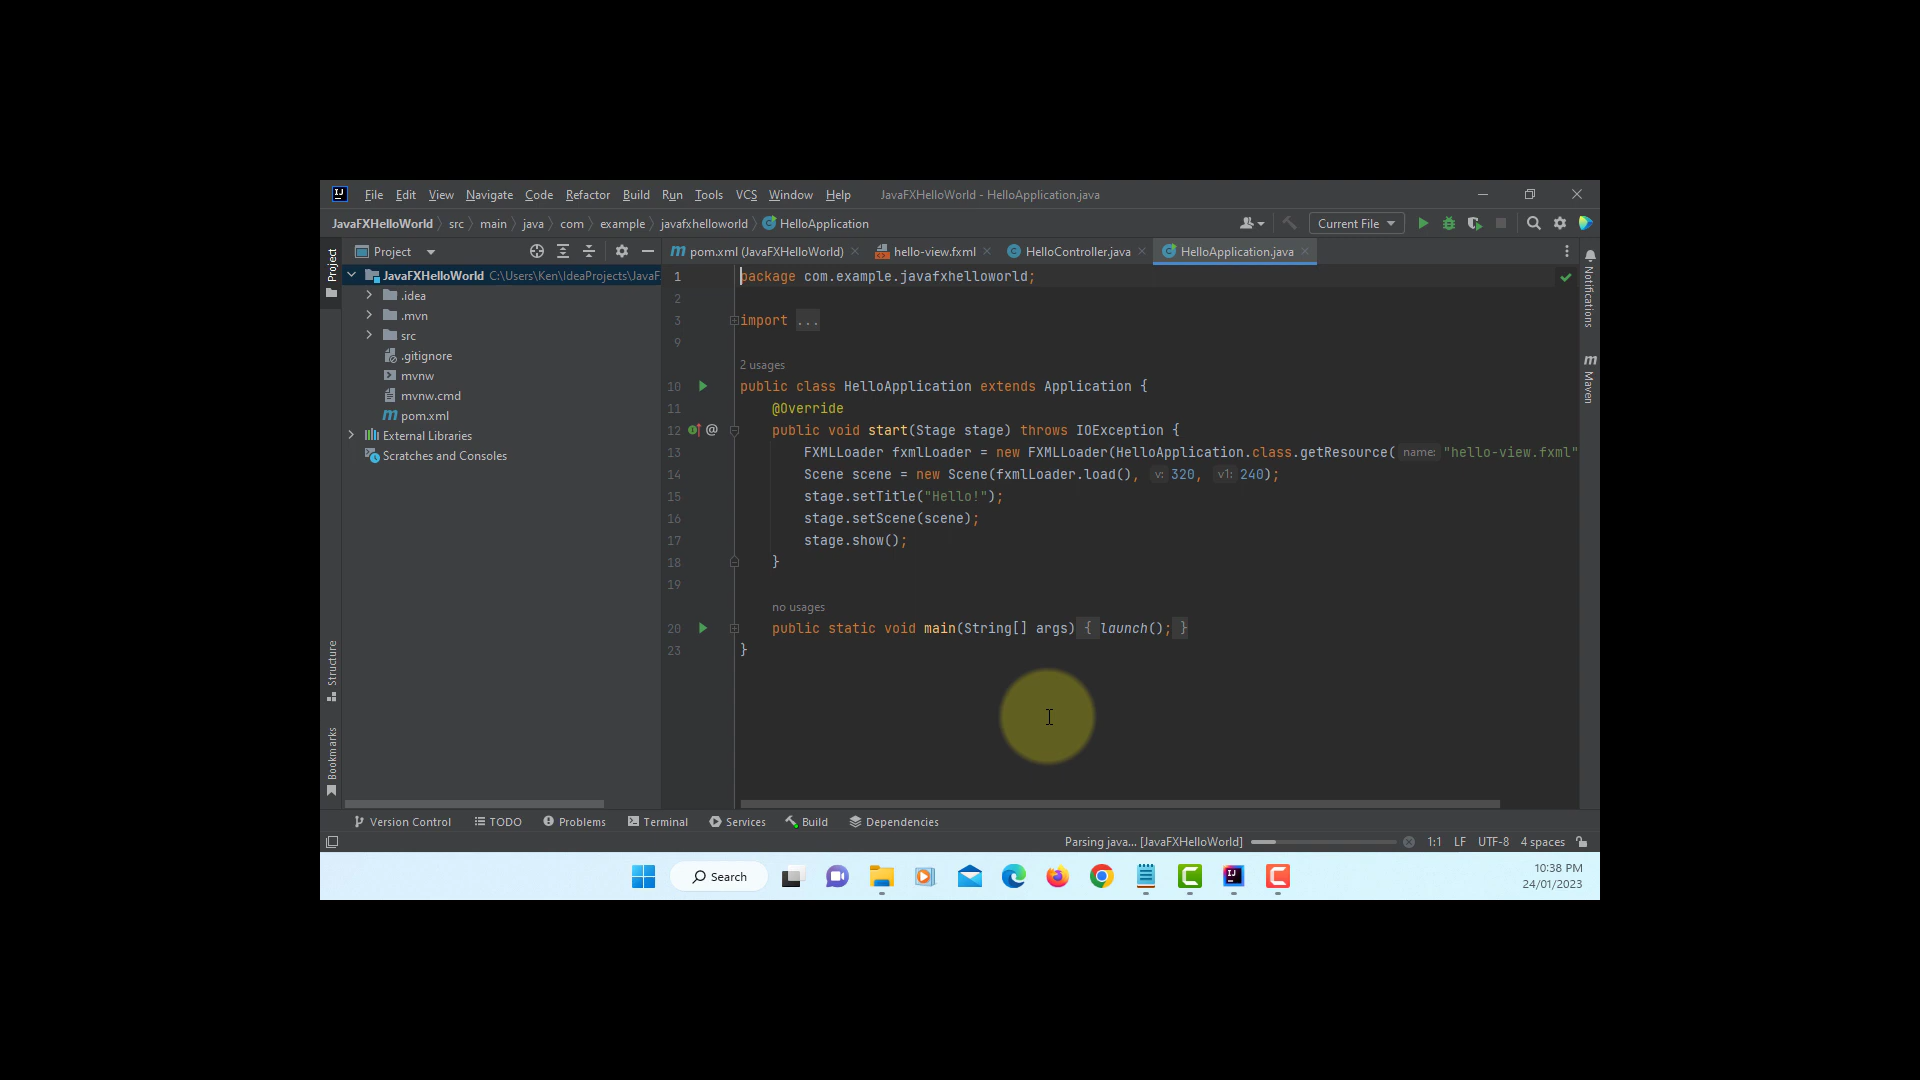 File Edit View Navigate Code Refactor Build Run Tools VCS Window Help JavaFXHelloWorld - HelloApplication.java
JavaFXHelloWorld src main java com example javafxhelloworld HelloApplication Current File
Project
pom.xml (JavaFXHelloWorld) hello-view.fxml HelloController.java HelloApplication.java
Project
JavaFXHelloWorld C:\Users\Ken\IdeaProjects\JavaF
.idea
.mvn
src
.gitignore
mvnw
mvnw.cmd
pom.xml
External Libraries
Scratches and Consoles
Structure
Bookmarks
1 package com.example.javafxhelloworld;
2
3 import ...
9
2 usages
10 public class HelloApplication extends Application {
11 @Override
12 public void start(Stage stage) throws IOException {
13 FXMLLoader fxmlLoader = new FXMLLoader(HelloApplication.class.getResource( name: "hello-view.fxml"
14 Scene scene = new Scene(fxmlLoader.load(), v: 320, v1: 240);
15 stage.setTitle("Hello!");
16 stage.setScene(scene);
17 stage.show();
18 }
19
no usages
20 public static void main(String[] args) { launch(); }
23 }
Notifications
Maven
Version Control TODO Problems Terminal Services Build Dependencies
Parsing java... [JavaFXHelloWorld] 1:1 LF UTF-8 4 spaces
Search
10:38 PM
24/01/2023